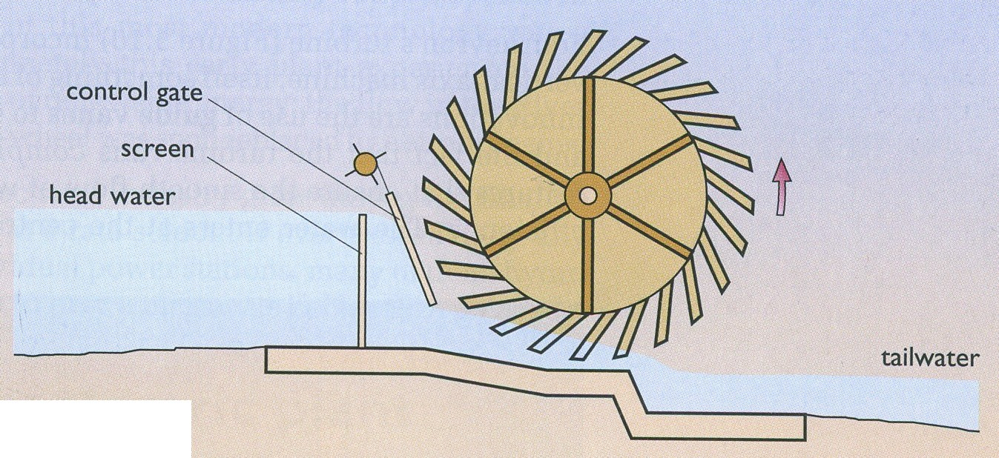 control gate
screen
head water
tailwater